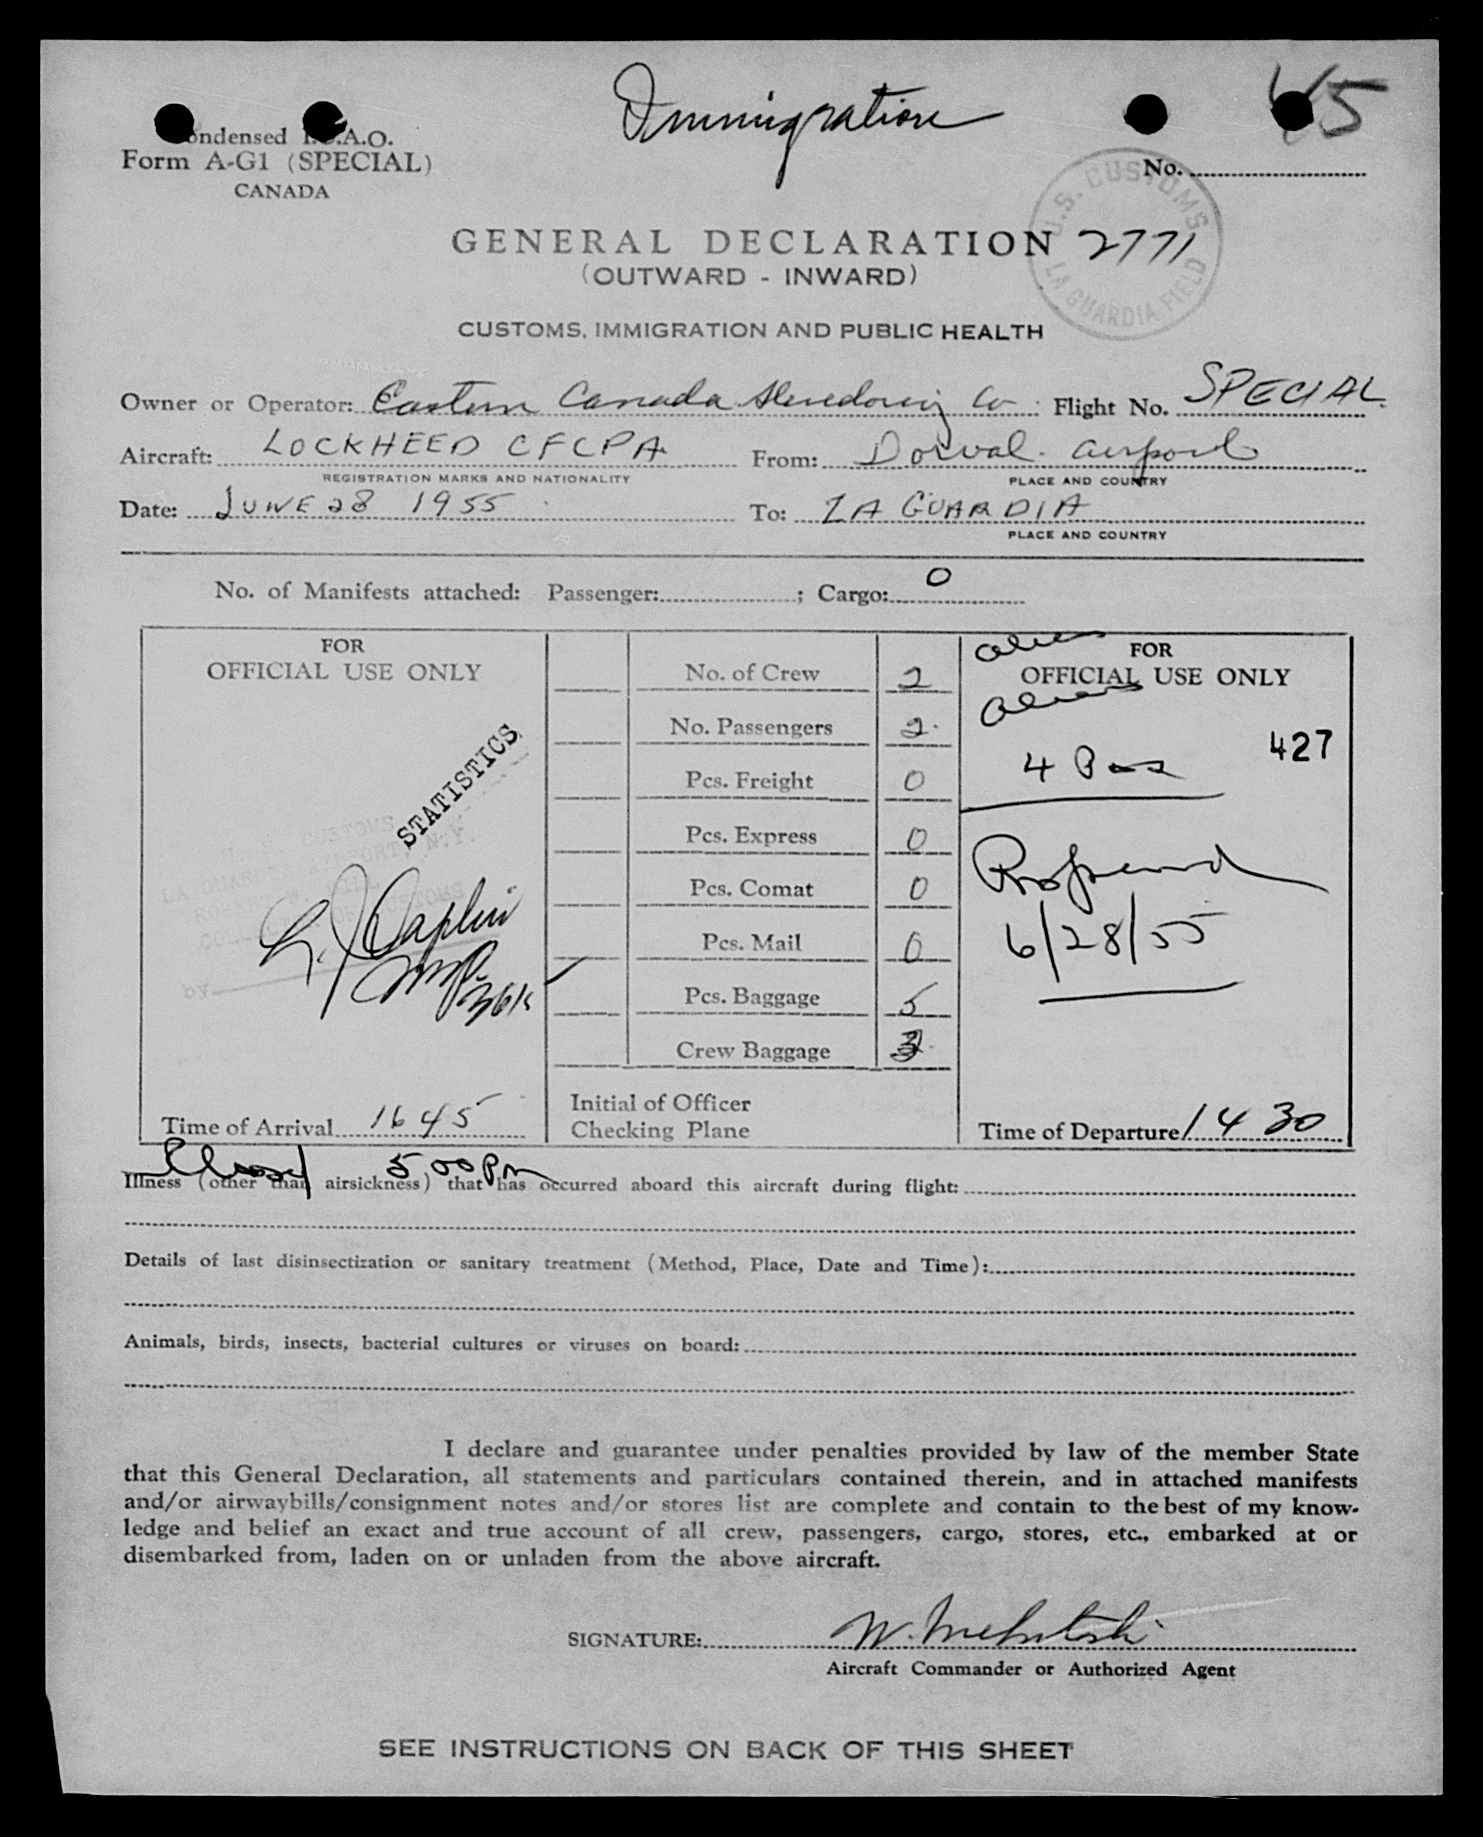 Immigration
45
Condensed I.C.A.O.
Form A-G1 (SPECIAL)
CANADA
No.
U.S. CUSTOMS
LA GUARDIA FIELD
GENERAL DECLARATION 2771
(OUTWARD - INWARD)
CUSTOMS, IMMIGRATION AND PUBLIC HEALTH
Owner or Operator: Eastern Canada Stevedoring Co. Flight No. SPECIAL
Aircraft: LOCKHEED CFCPA From: Dorval airport
REGISTRATION MARKS AND NATIONALITY PLACE AND COUNTRY
Date: JUNE 28 1955 To: LA GUARDIA
PLACE AND COUNTRY
No. of Manifests attached: Passenger: ; Cargo: 0
FOR
OFFICIAL USE ONLY
STATISTICS
Caplin
Time of Arrival 1645
No. of Crew 2
No. Passengers 2
Pcs. Freight 0
Pcs. Express 0
Pcs. Comat 0
Pcs. Mail 0
Pcs. Baggage 5
Crew Baggage 3
Initial of Officer
Checking Plane
aliens
FOR
OFFICIAL USE ONLY
aliens
427
4
6/28/55
Time of Departure 1430
Closed 5 00 Pm
Illness (other than airsickness) that has occurred aboard this aircraft during flight:
Details of last disinsectization or sanitary treatment (Method, Place, Date and Time):
Animals, birds, insects, bacterial cultures or viruses on board:
I declare and guarantee under penalties provided by law of the member State
that this General Declaration, all statements and particulars contained therein, and in attached manifests
and/or airwaybills/consignment notes and/or stores list are complete and contain to the best of my know-
ledge and belief an exact and true account of all crew, passengers, cargo, stores, etc., embarked at or
disembarked from, laden on or unladen from the above aircraft.
SIGNATURE: W. McIntosh
Aircraft Commander or Authorized Agent
SEE INSTRUCTIONS ON BACK OF THIS SHEET